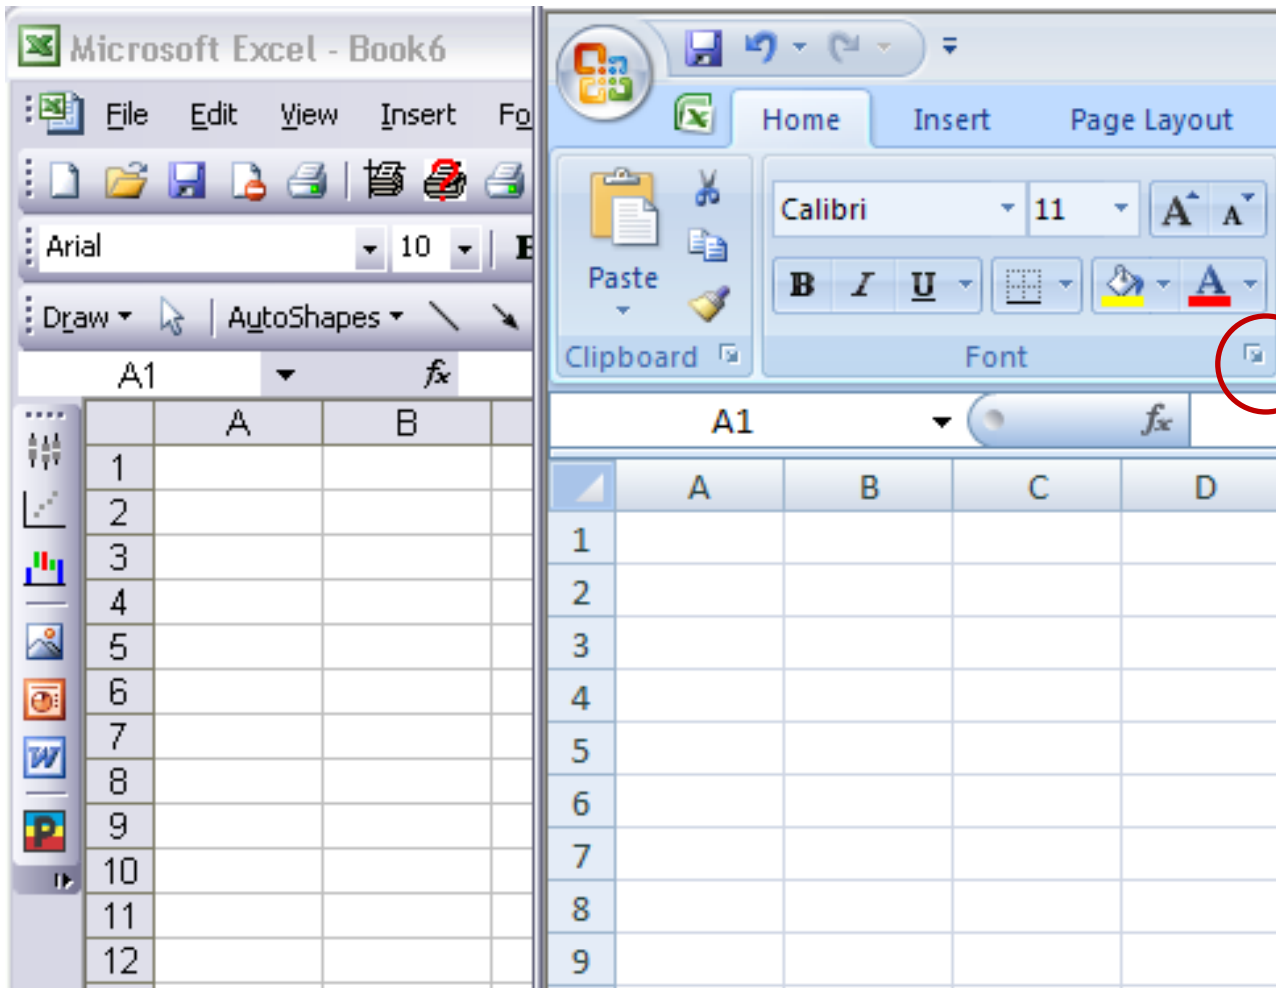 Microsoft Excel - Book6
File Edit View Insert Fo
Arial 10 B
Draw AutoShapes
A1 fx
A B
1
2
3
4
5
6
7
8
9
10
11
12
W
P
Home Insert Page Layout
Calibri 11 A A
Paste
B I U A
Clipboard Font
A1 fx
A B C D
1
2
3
4
5
6
7
8
9